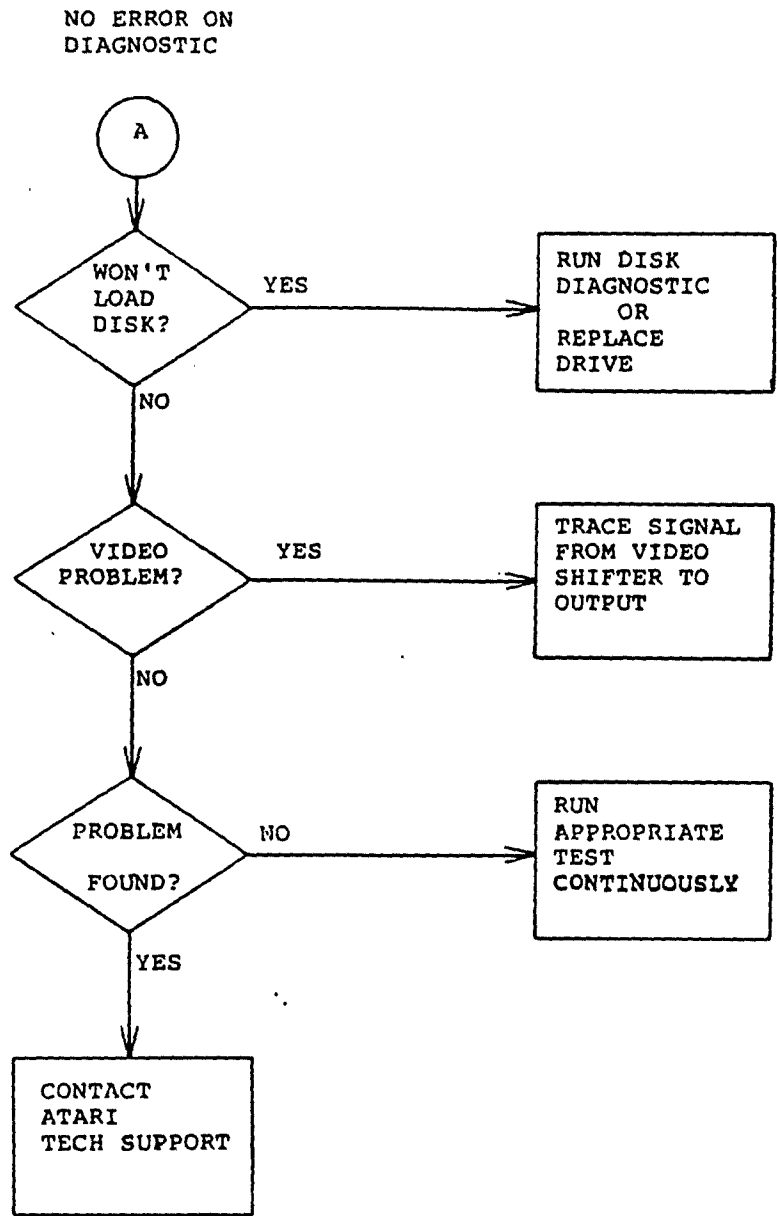 NO ERROR ON
DIAGNOSTIC
A
WON'T
LOAD
DISK?
YES
RUN DISK
DIAGNOSTIC
OR
REPLACE
DRIVE
NO
VIDEO
PROBLEM?
YES
TRACE SIGNAL
FROM VIDEO
SHIFTER TO
OUTPUT
NO
PROBLEM
FOUND?
NO
RUN
APPROPRIATE
TEST
CONTINUOUSLY
YES
CONTACT
ATARI
TECH SUPPORT